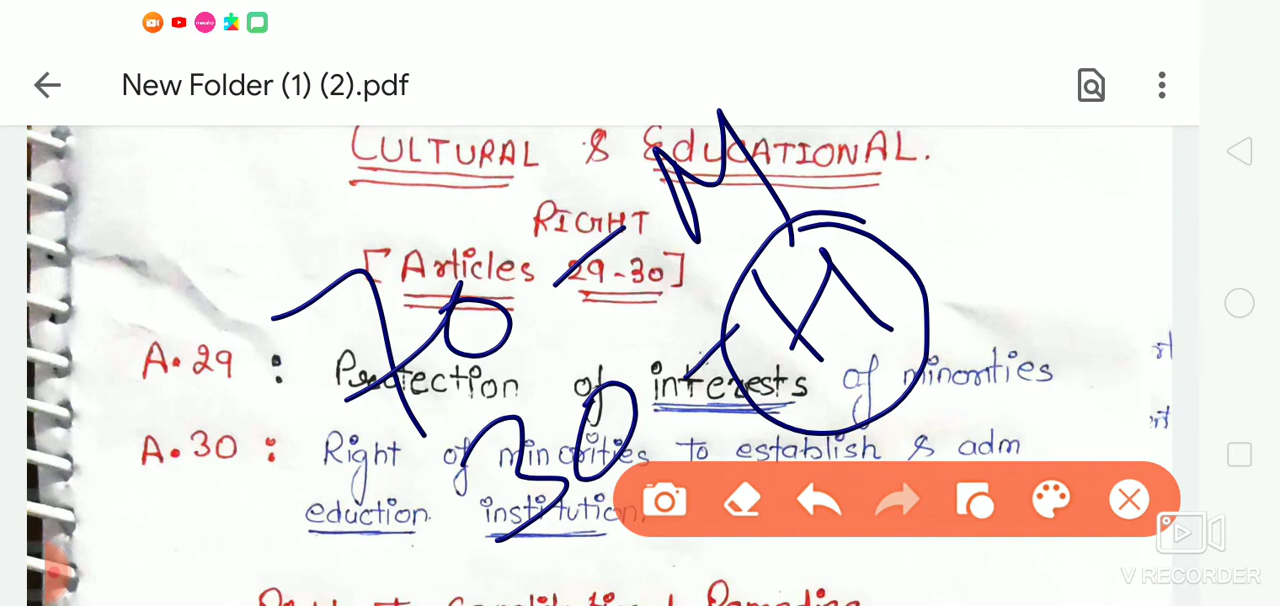 New Folder (1) (2).pdf
CULTURAL & EdUCATIONAL.
RIGHT
[Articles 29-30]
A.29 : Protection of interests of minorities
A.30 : Right of minorities to establish & adm
eduction institution.
70
30
M
V RECORDER